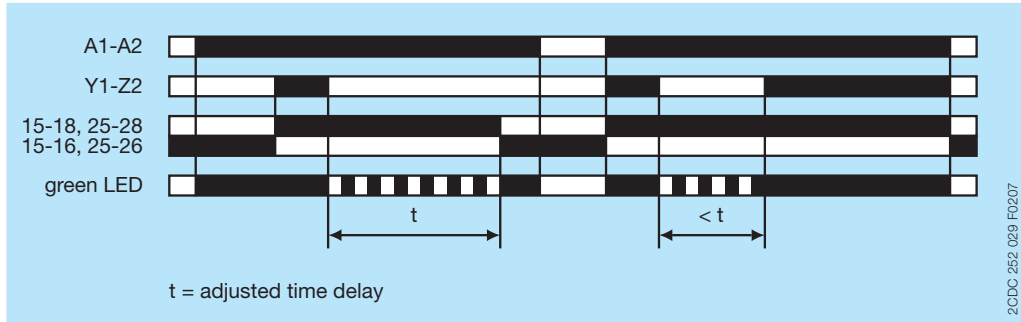 A1-A2
Y1-Z2
15-18, 25-28
15-16, 25-26
green LED
t
< t
t = adjusted time delay
2CDC 252 029 F0207